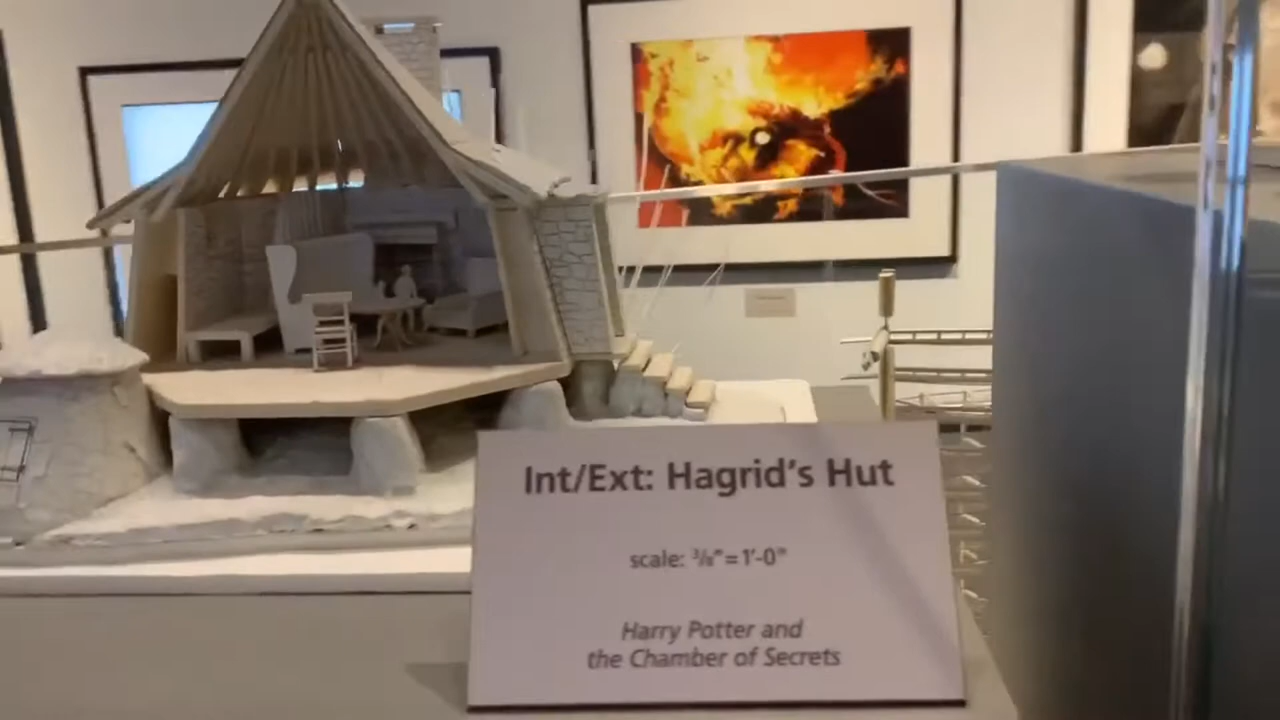 Int/Ext: Hagrid's Hut
scale: ³/₈"=1'-0"
Harry Potter and
the Chamber of Secrets